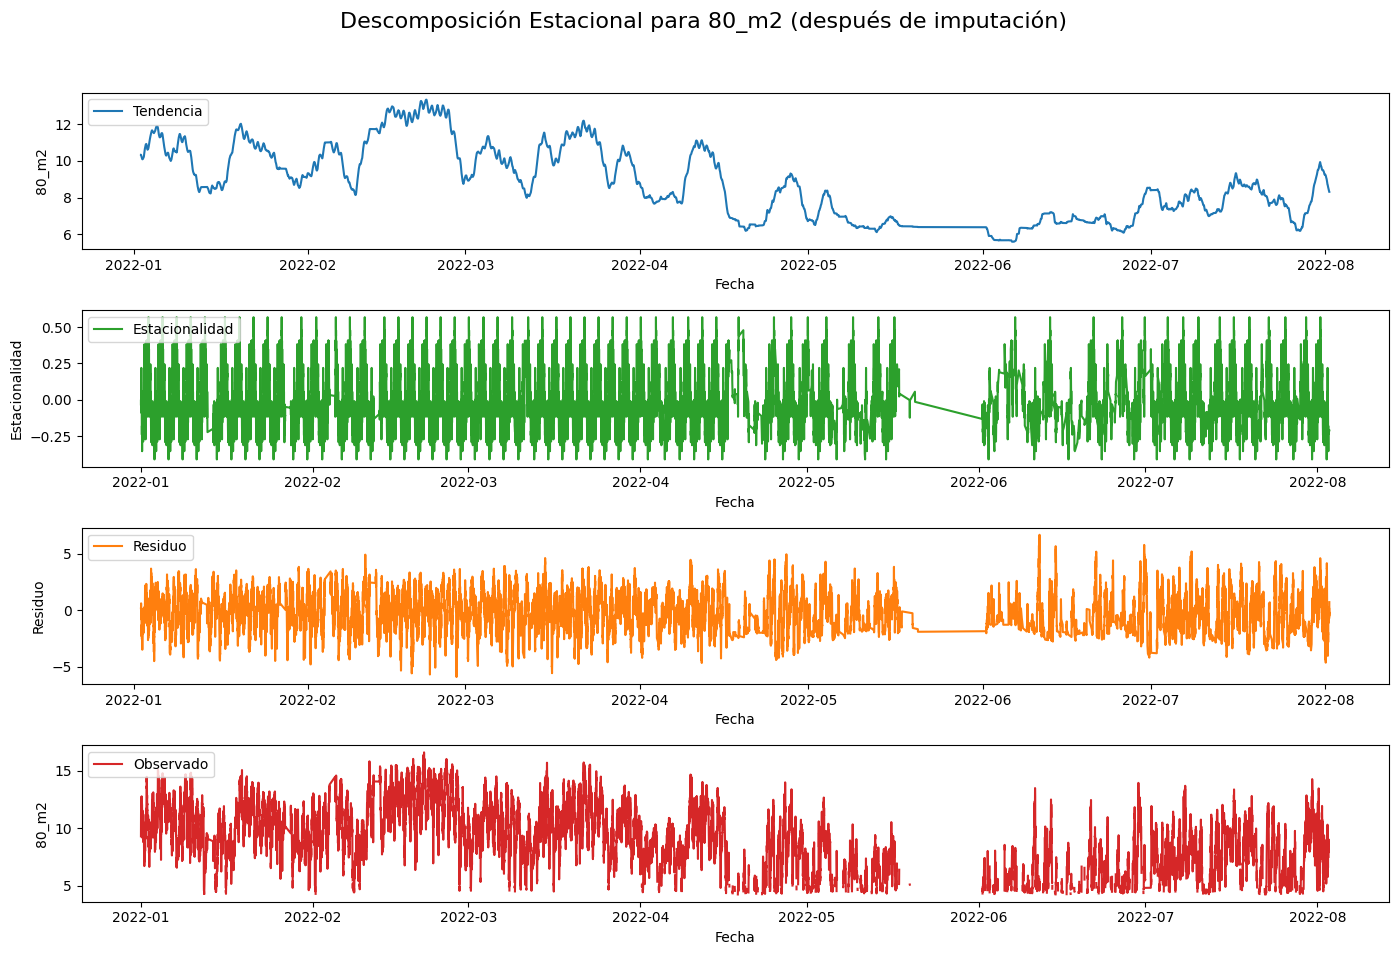 Descomposición Estacional para 80_m2 (después de imputación)
Tendencia
80_m2
12
10
8
6
2022-01 2022-02 2022-03 2022-04 2022-05 2022-06 2022-07 2022-08
Fecha
Estacionalidad
Estacionalidad
0.50
0.25
0.00
−0.25
2022-01 2022-02 2022-03 2022-04 2022-05 2022-06 2022-07 2022-08
Fecha
Residuo
Residuo
5
0
−5
2022-01 2022-02 2022-03 2022-04 2022-05 2022-06 2022-07 2022-08
Fecha
Observado
80_m2
15
10
5
2022-01 2022-02 2022-03 2022-04 2022-05 2022-06 2022-07 2022-08
Fecha